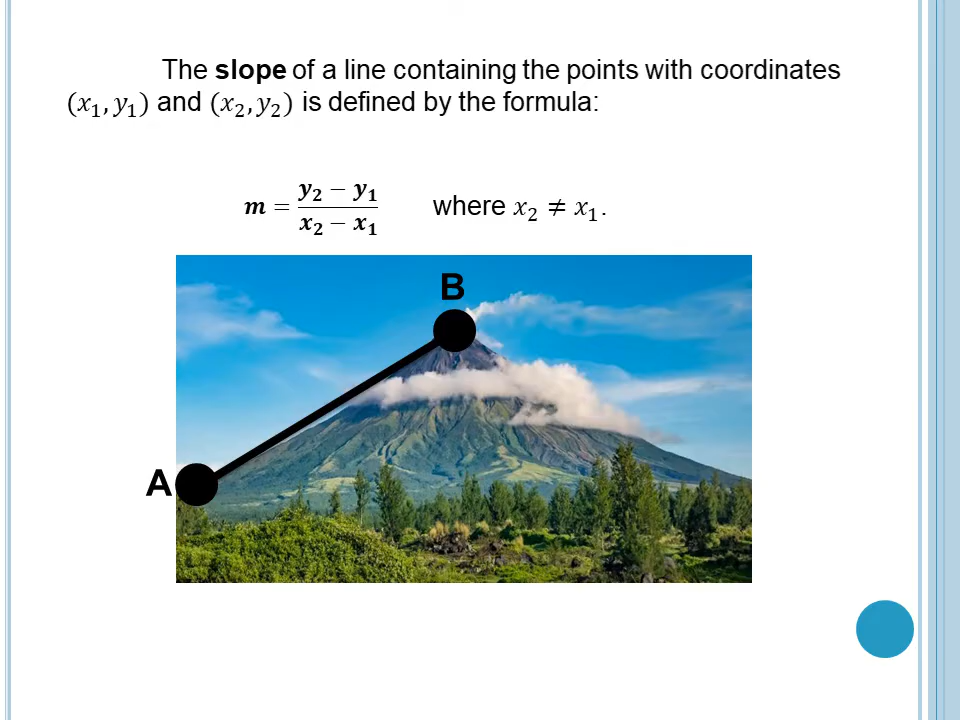 The slope of a line containing the points with coordinates
(x₁, y₁) and (x₂, y₂) is defined by the formula:
m = (y₂ − y₁)/(x₂ − x₁) where x₂ ≠ x₁.
B
A